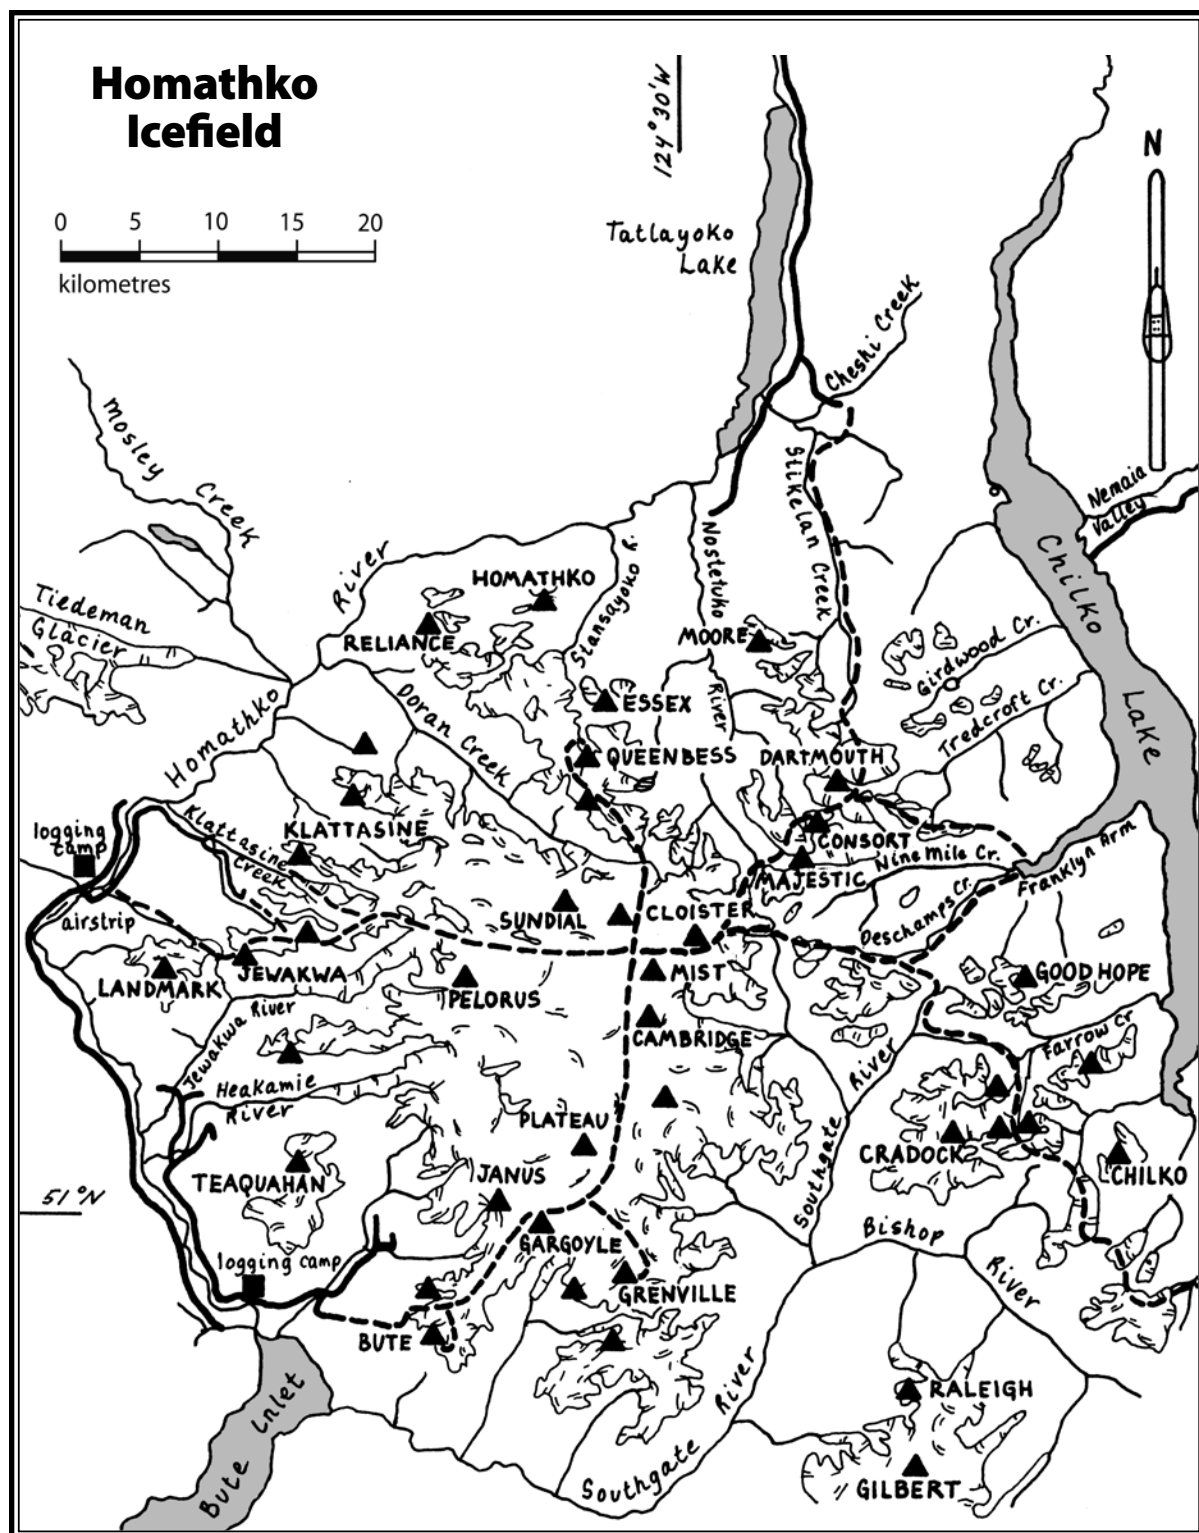 Homathko
Icefield
0 5 10 15 20
kilometres
124°30'W
N
Tatlayoko
Lake
Cheshi Creek
Mosley Creek
Stikelan Creek
Nemaia
Valley
Chilko Lake
River
Nostetuko
River
Stansayoko
HOMATHKO
RELIANCE
MOORE
Tiedeman
Glacier
Girdwood Cr.
Tredcroft Cr.
ESSEX
Doran Creek
Homathko
QUEEN BESS
DARTMOUTH
Klattasine
Creek
KLATTASINE
logging
camp
CONSORT
Nine Mile Cr.
MAJESTIC
Franklyn Arm
airstrip
SUNDIAL
CLOISTER
Deschamps Cr.
JEWAKWA
LANDMARK
PELORUS
MIST
GOOD HOPE
Jewakwa River
CAMBRIDGE
Farrow Cr
Heakamie
River
River
PLATEAU
CRADOCK
CHILKO
TEAQUAHAN
JANUS
51°N
Southgate
Bishop
River
GARGOYLE
logging camp
GRENVILLE
BUTE
Bute Inlet
RALEIGH
Southgate River
GILBERT